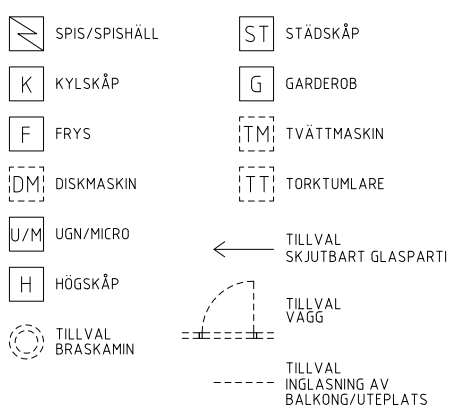 SPIS/SPISHÄLL
K KYLSKÅP
F FRYS
DM DISKMASKIN
U/M UGN/MICRO
H HÖGSKÅP
TILLVAL
BRASKAMIN
ST STÄDSKÅP
G GARDEROB
TM TVÄTTMASKIN
TT TORKTUMLARE
TILLVAL
SKJUTBART GLASPARTI
TILLVAL
VÄGG
TILLVAL
INGLASNING AV
BALKONG/UTEPLATS